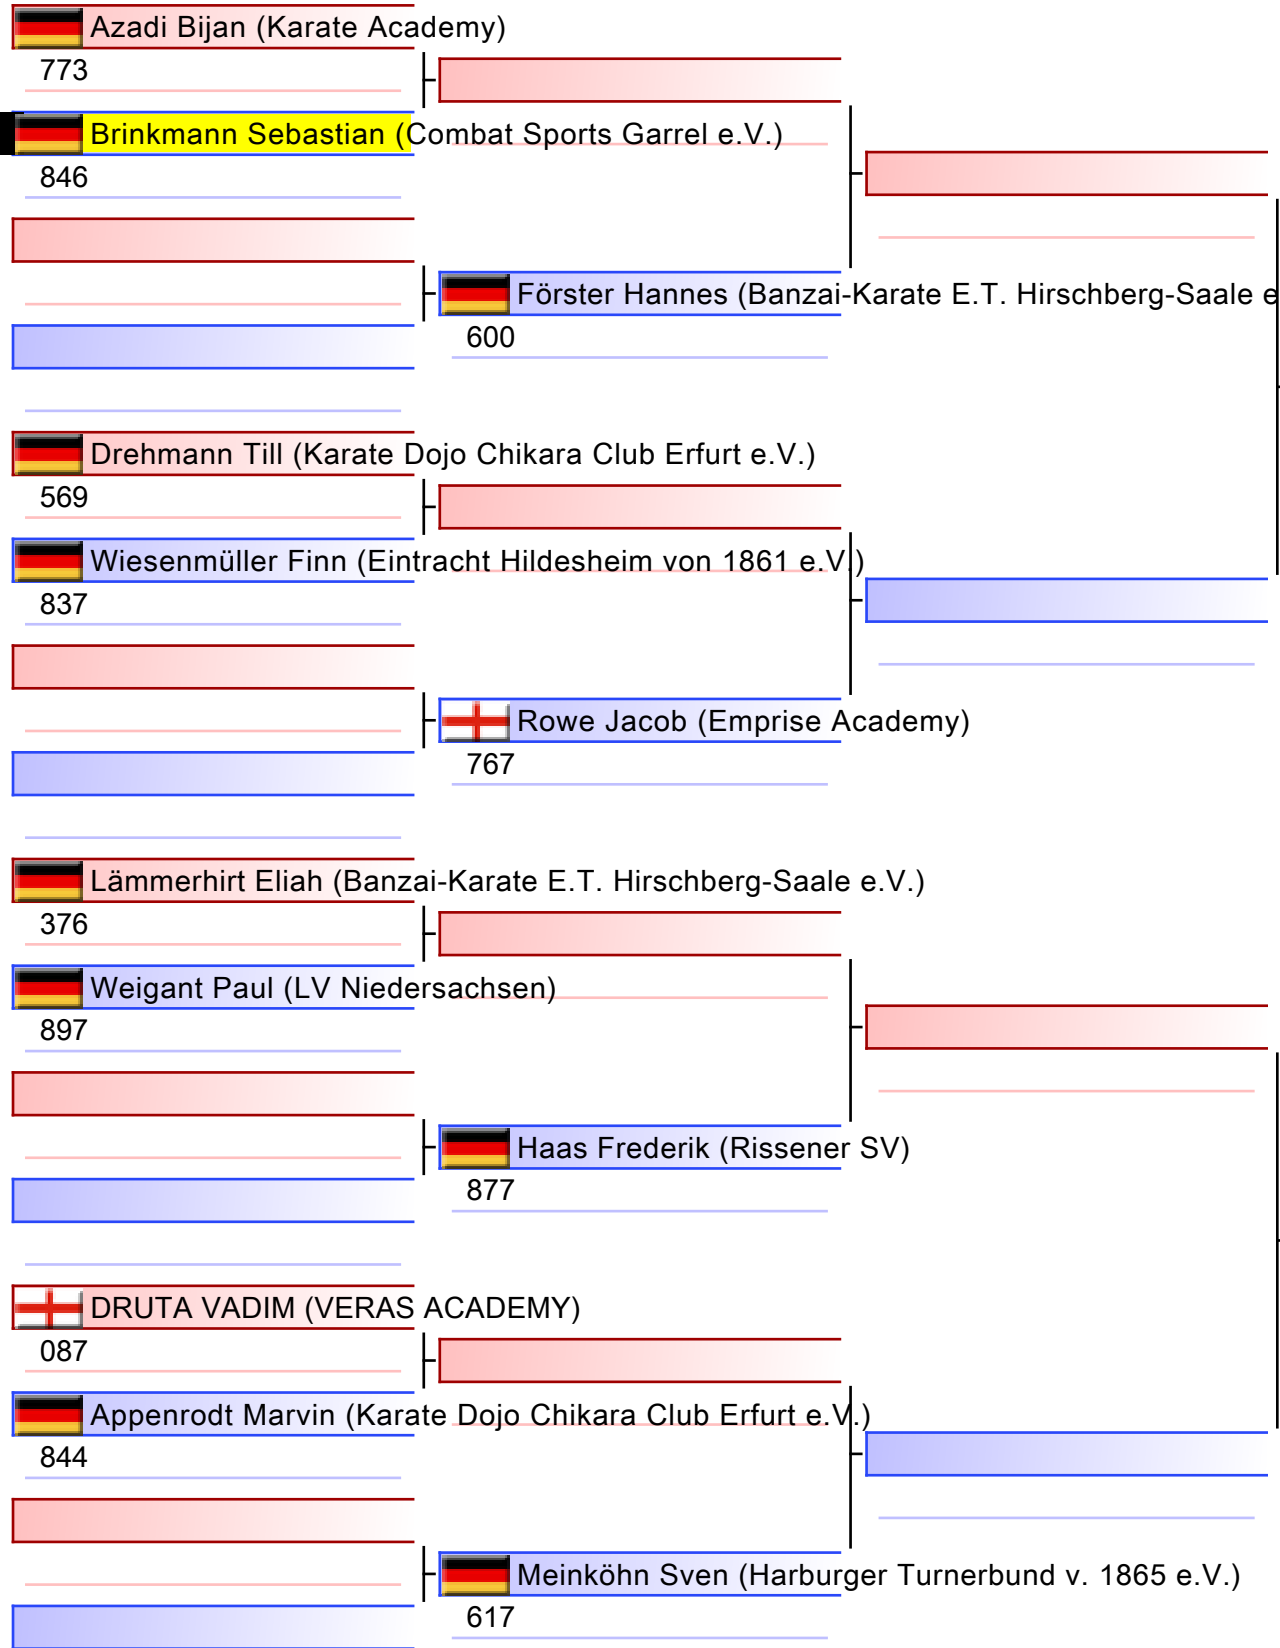 Azadi Bijan (Karate Academy)
773
Brinkmann Sebastian (Combat Sports Garrel e.V.)
846
Förster Hannes (Banzai-Karate E.T. Hirschberg-Saale e
600
Drehmann Till (Karate Dojo Chikara Club Erfurt e.V.)
569
Wiesenmüller Finn (Eintracht Hildesheim von 1861 e.V.)
837
Rowe Jacob (Emprise Academy)
767
Lämmerhirt Eliah (Banzai-Karate E.T. Hirschberg-Saale e.V.)
376
Weigant Paul (LV Niedersachsen)
897
Haas Frederik (Rissener SV)
877
DRUTA VADIM (VERAS ACADEMY)
087
Appenrodt Marvin (Karate Dojo Chikara Club Erfurt e.V.)
844
Meinköhn Sven (Harburger Turnerbund v. 1865 e.V.)
617